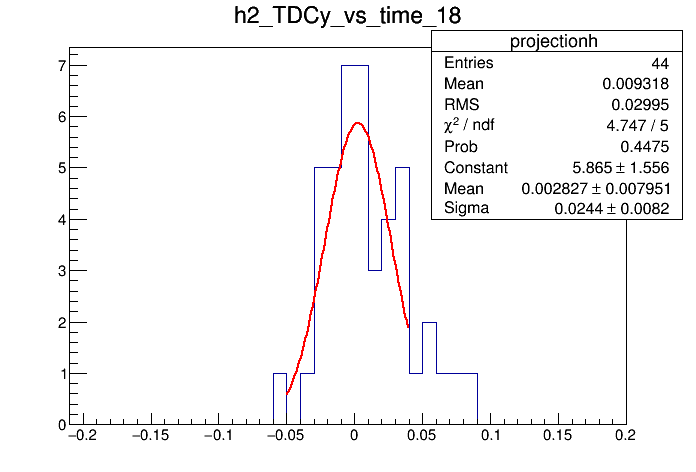 h2_TDCy_vs_time_18
projectionh
Entries 44
Mean 0.009318
RMS 0.02995
χ² / ndf 4.747 / 5
Prob 0.4475
Constant 5.865 ± 1.556
Mean 0.002827 ± 0.007951
Sigma 0.0244 ± 0.0082
7
6
5
4
3
2
1
0
−0.2 −0.15 −0.1 −0.05 0 0.05 0.1 0.15 0.2